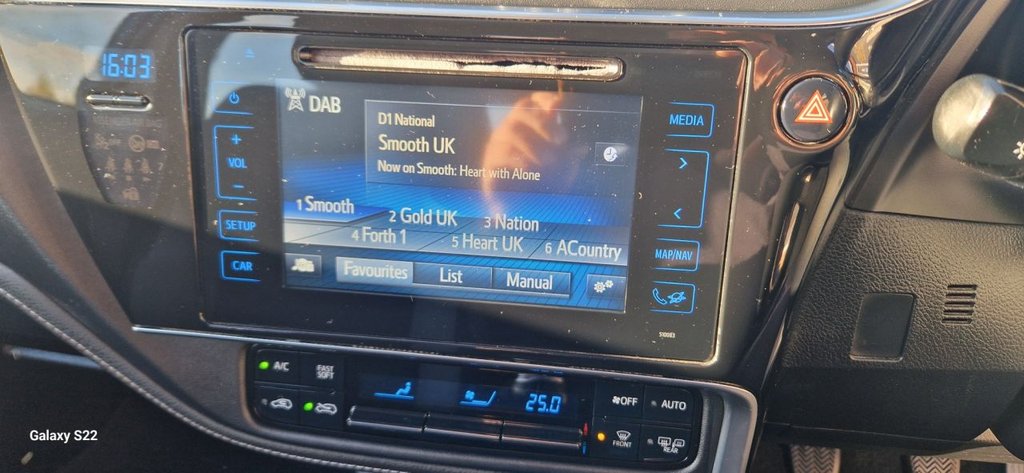 16:03
DAB
D1 National
Smooth UK
Now on Smooth: Heart with Alone
1 Smooth
2 Gold UK
3 Nation
4 Forth 1
5 Heart UK
6 ACountry
Favourites
List
Manual
+
VOL
-
SETUP
CAR
MEDIA
>
<
MAP/NAV
S100EI
A/C
FAST
SOFT
25.0
OFF
AUTO
FRONT
REAR
Galaxy S22